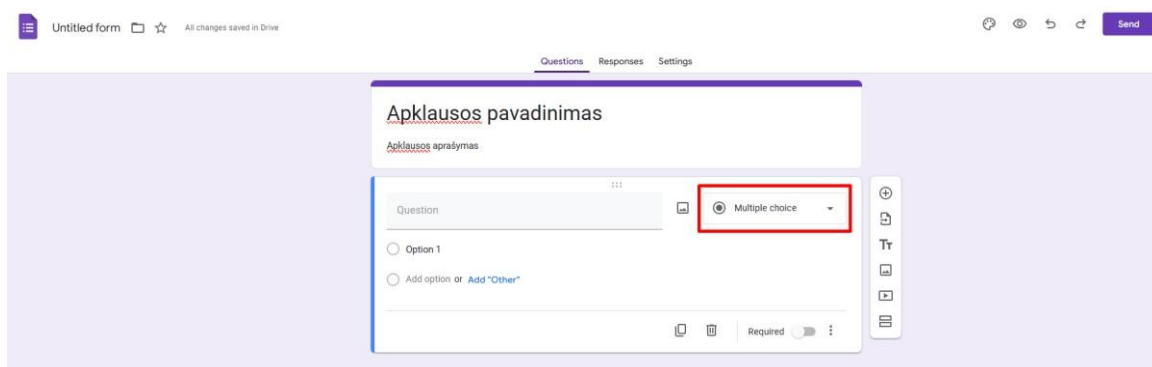 Untitled form All changes saved in Drive Send
Questions Responses Settings
Apklausos pavadinimas
Apklausos aprašymas
Question Multiple choice
Option 1
Add option or Add "Other"
Required